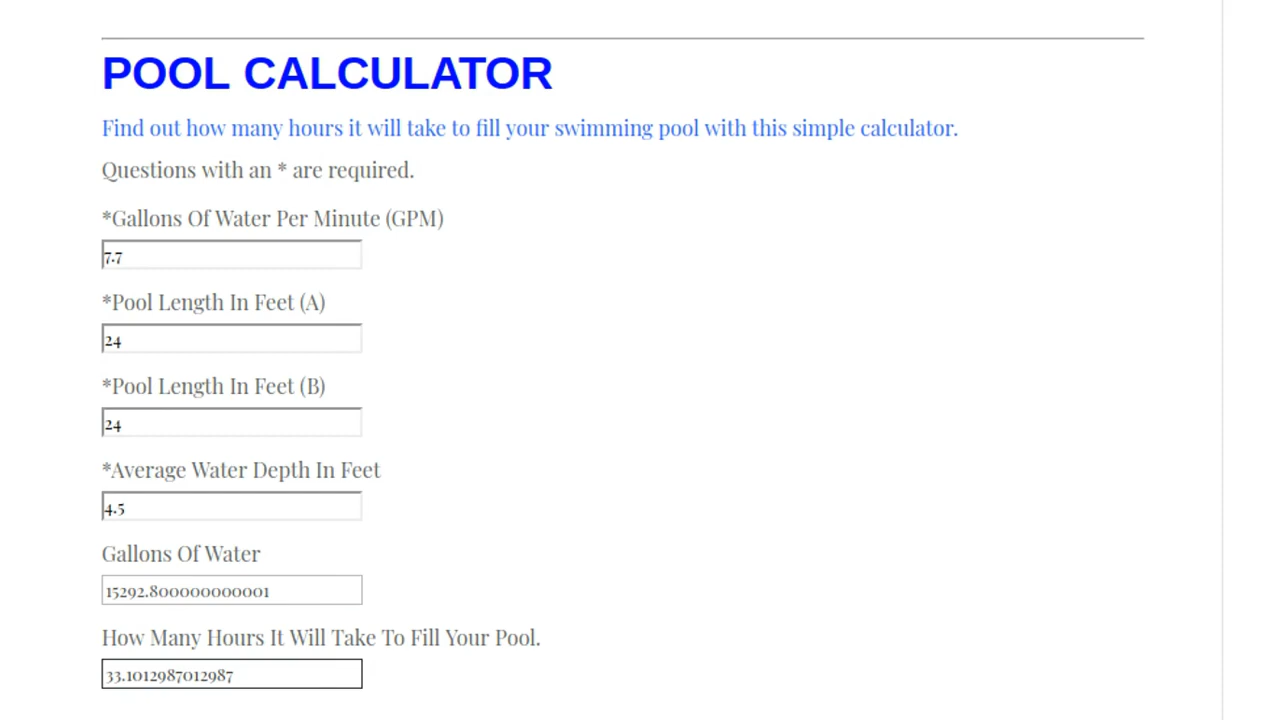 POOL CALCULATOR
Find out how many hours it will take to fill your swimming pool with this simple calculator.
Questions with an * are required.
*Gallons Of Water Per Minute (GPM)
7.7
*Pool Length In Feet (A)
24
*Pool Length In Feet (B)
24
*Average Water Depth In Feet
4.5
Gallons Of Water
15292.800000000001
How Many Hours It Will Take To Fill Your Pool.
33.1012987012987